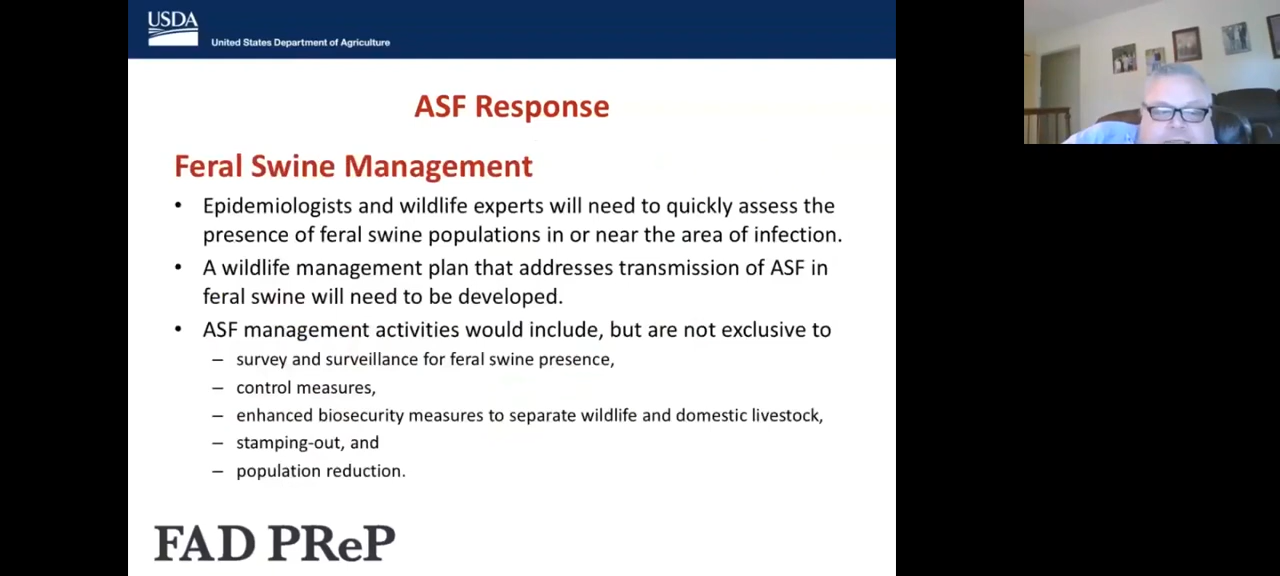 USDA
United States Department of Agriculture
ASF Response
Feral Swine Management
• Epidemiologists and wildlife experts will need to quickly assess the
presence of feral swine populations in or near the area of infection.
• A wildlife management plan that addresses transmission of ASF in
feral swine will need to be developed.
• ASF management activities would include, but are not exclusive to
– survey and surveillance for feral swine presence,
– control measures,
– enhanced biosecurity measures to separate wildlife and domestic livestock,
– stamping-out, and
– population reduction.
FAD PReP